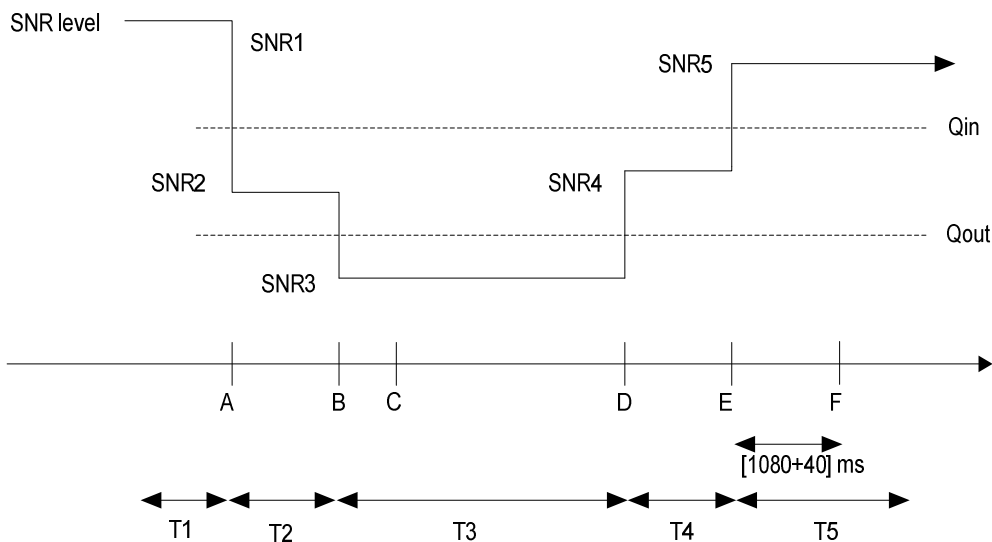 SNR level
SNR1
SNR5
Qin
SNR2
SNR4
Qout
SNR3
A B C D E F
[1080+40] ms
T1 T2 T3 T4 T5